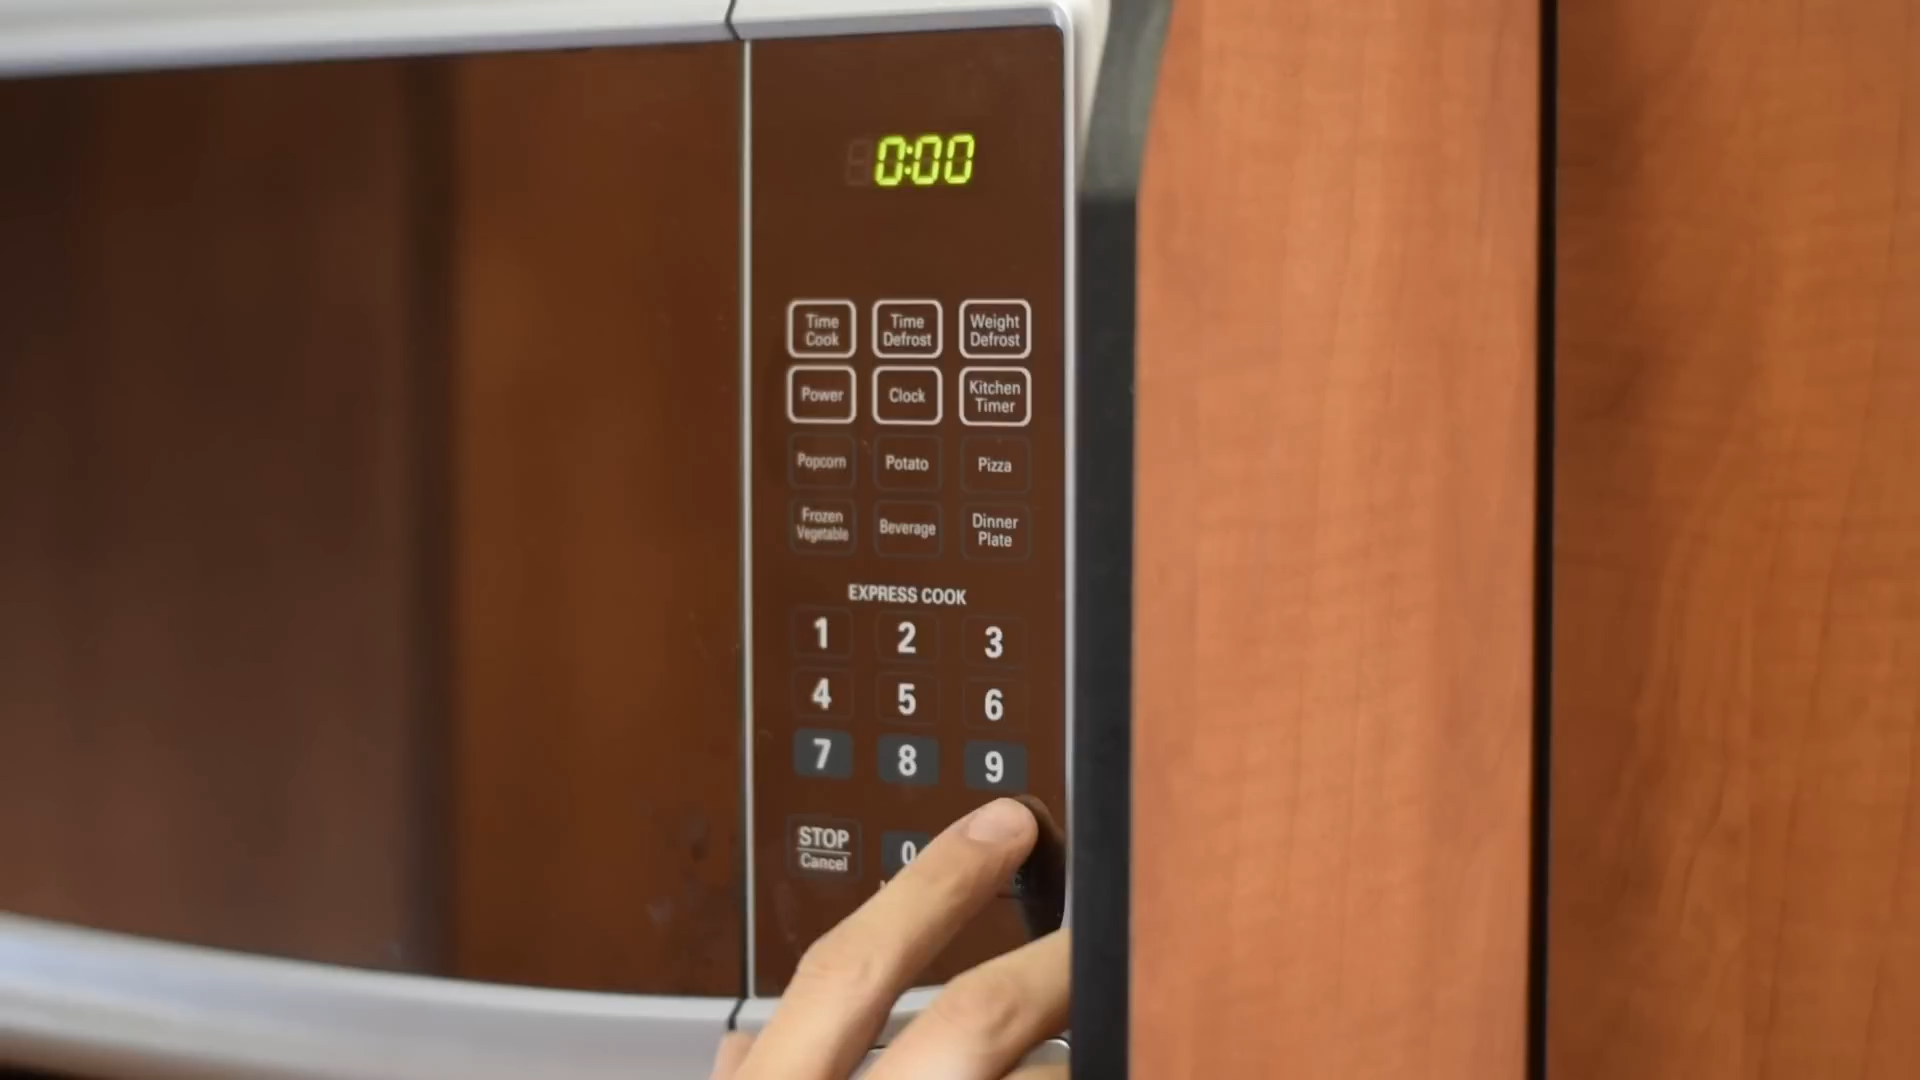 0:00
Time
Cook
Time
Defrost
Weight
Defrost
Power
Clock
Kitchen
Timer
Popcorn
Potato
Pizza
Frozen
Vegetable
Beverage
Dinner
Plate
EXPRESS COOK
1 2 3
4 5 6
7 8 9
STOP
Cancel
0